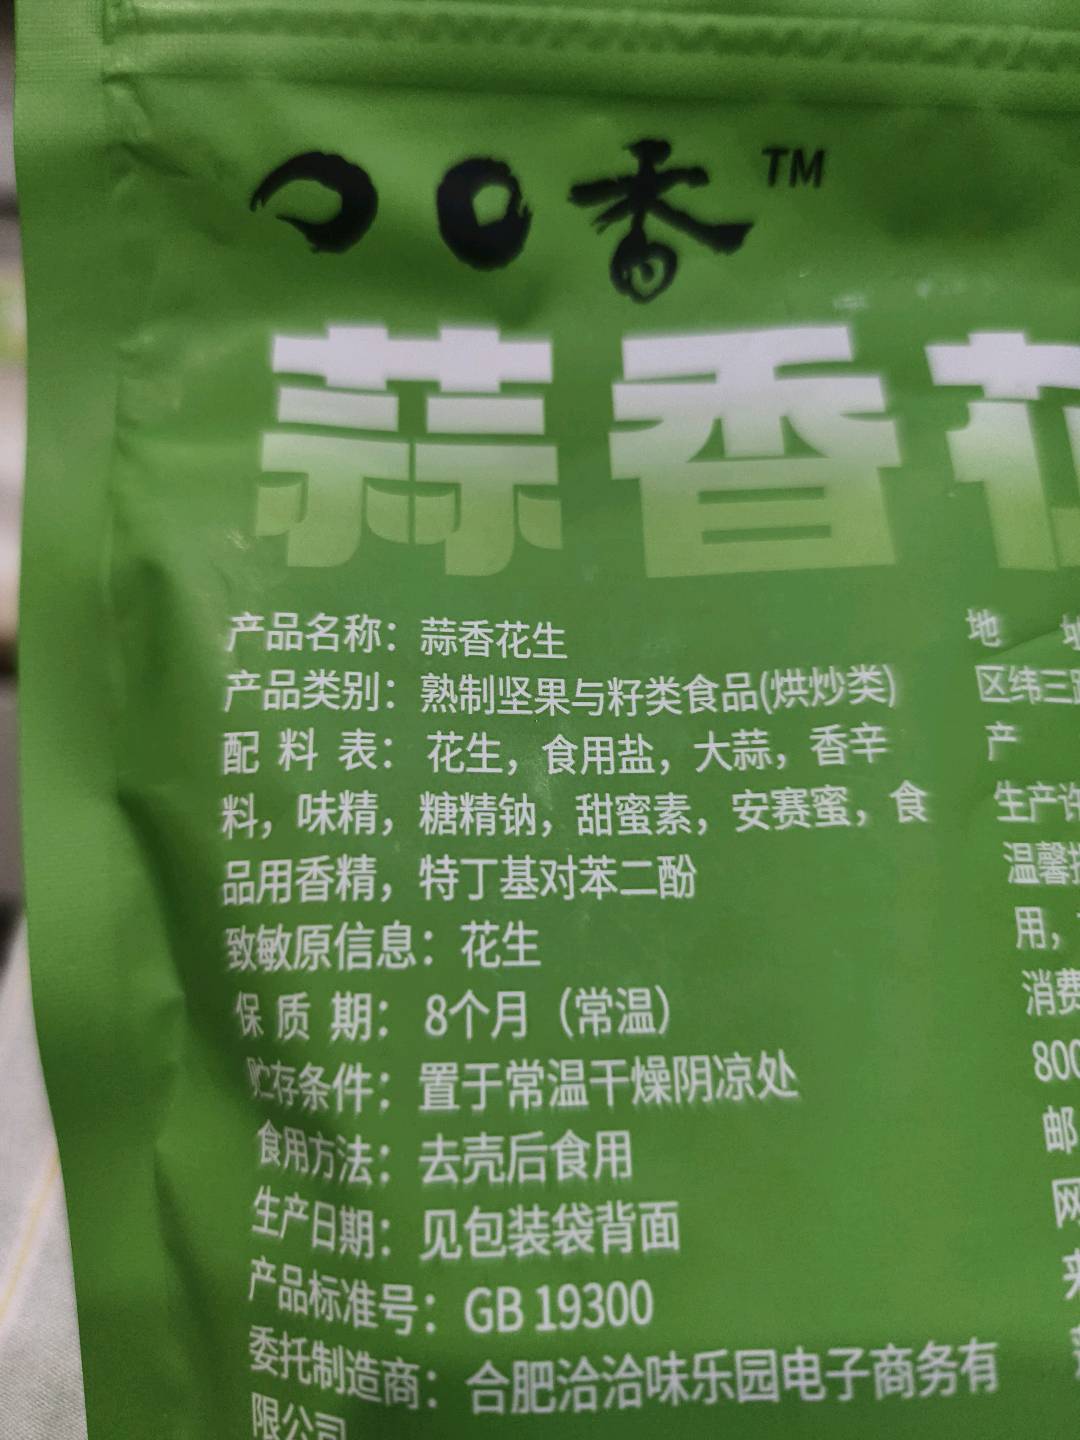 口口香™
蒜香
产品名称：蒜香花生
产品类别：熟制坚果与籽类食品(烘炒类)
配料表：花生，食用盐，大蒜，香辛
料，味精，糖精钠，甜蜜素，安赛蜜，食
品用香精，特丁基对苯二酚
致敏原信息：花生
保质期：8个月（常温）
贮存条件：置于常温干燥阴凉处
食用方法：去壳后食用
生产日期：见包装袋背面
产品标准号：GB 19300
委托制造商：合肥洽洽味乐园电子商务有
限公司
地
区纬三路
产
生产许
温馨
用，
消费
800
邮
网